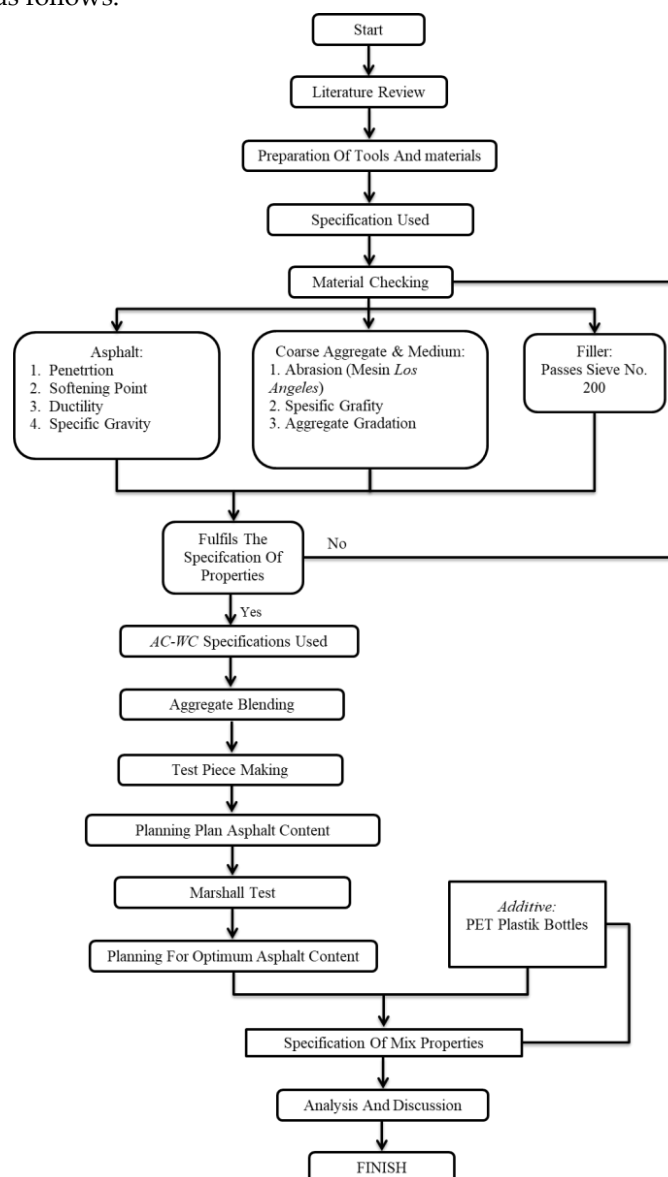 as follows.
Start
Literature Review
Preparation Of Tools And materials
Specification Used
Material Checking
Asphalt:
1. Penetrtion
2. Softening Point
3. Ductility
4. Specific Gravity
Coarse Aggregate & Medium:
1. Abrasion (Mesin Los
Angeles)
2. Spesific Grafity
3. Aggregate Gradation
Filler:
Passes Sieve No.
200
Fulfils The
Specifcation Of
Properties
No
Yes
AC-WC Specifications Used
Aggregate Blending
Test Piece Making
Planning Plan Asphalt Content
Marshall Test
Additive:
PET Plastik Bottles
Planning For Optimum Asphalt Content
Specification Of Mix Properties
Analysis And Discussion
FINISH